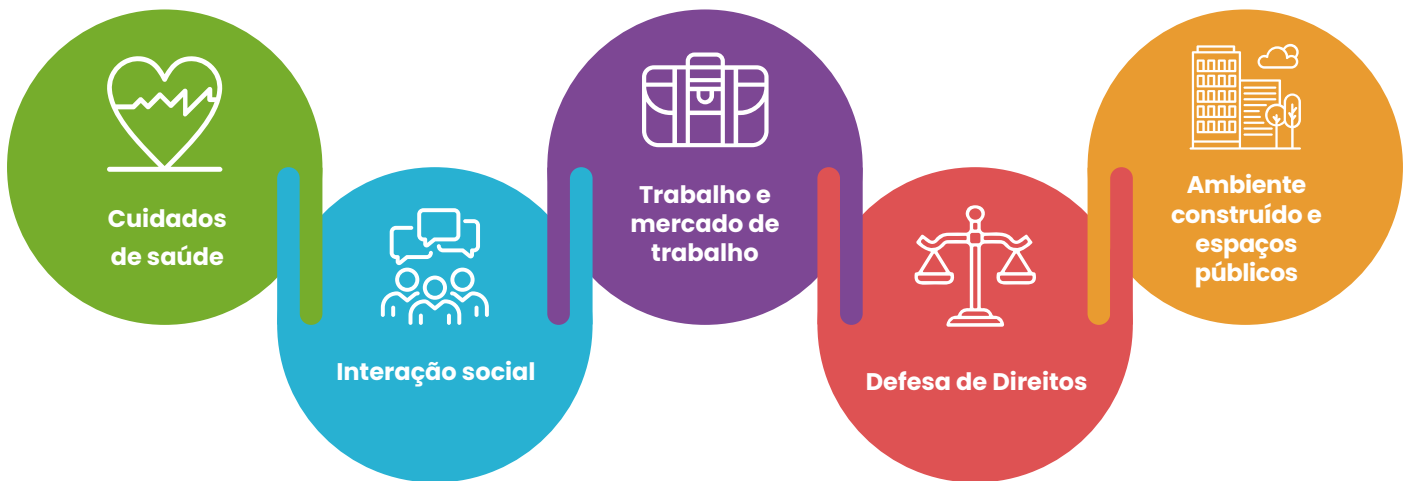 Cuidados
de saúde
Interação social
Trabalho e
mercado de
trabalho
Defesa de Direitos
Ambiente
construído e
espaços
públicos